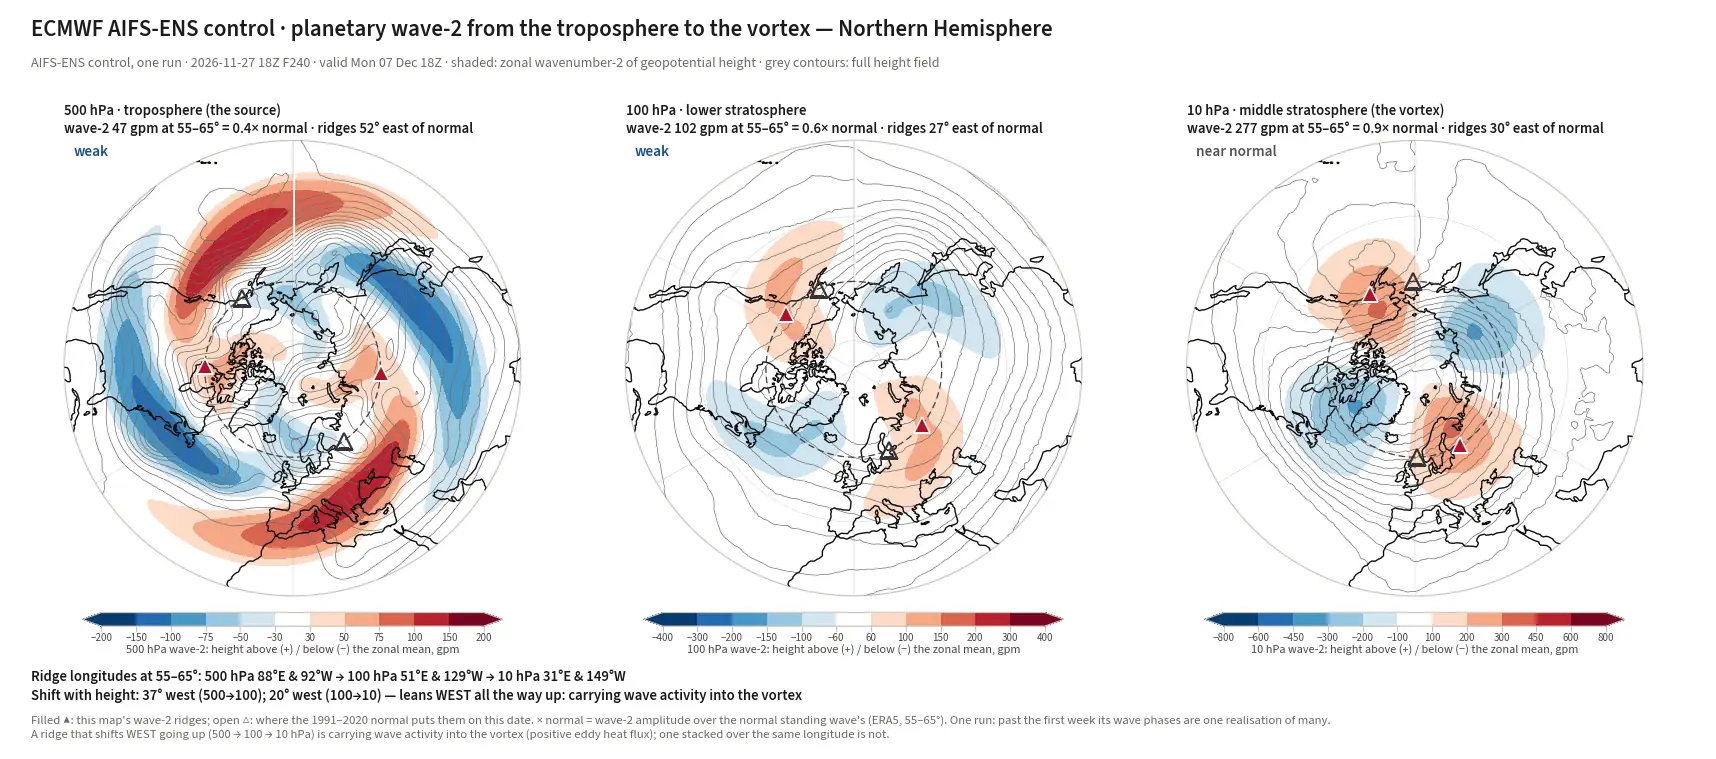 ECMWF AIFS-ENS control · planetary wave-2 from the troposphere to the vortex — Northern Hemisphere
AIFS-ENS control, one run · 2026-11-27 18Z F240 · valid Mon 07 Dec 18Z · shaded: zonal wavenumber-2 of geopotential height · grey contours: full height field
500 hPa · troposphere (the source)
wave-2 47 gpm at 55–65° = 0.4× normal · ridges 52° east of normal
weak
100 hPa · lower stratosphere
wave-2 102 gpm at 55–65° = 0.6× normal · ridges 27° east of normal
weak
10 hPa · middle stratosphere (the vortex)
wave-2 277 gpm at 55–65° = 0.9× normal · ridges 30° east of normal
near normal
−200 −150 −100 −75 −50 −30 30 50 75 100 150 200
500 hPa wave-2: height above (+) / below (−) the zonal mean, gpm
−400 −300 −200 −150 −100 −60 60 100 150 200 300 400
100 hPa wave-2: height above (+) / below (−) the zonal mean, gpm
−800 −600 −450 −300 −200 −100 100 200 300 450 600 800
10 hPa wave-2: height above (+) / below (−) the zonal mean, gpm
Ridge longitudes at 55–65°: 500 hPa 88°E & 92°W → 100 hPa 51°E & 129°W → 10 hPa 31°E & 149°W
Shift with height: 37° west (500→100); 20° west (100→10) — leans WEST all the way up: carrying wave activity into the vortex
Filled ▲: this map's wave-2 ridges; open △: where the 1991–2020 normal puts them on this date. × normal = wave-2 amplitude over the normal standing wave's (ERA5, 55–65°). One run: past the first week its wave phases are one realisation of many.
A ridge that shifts WEST going up (500 → 100 → 10 hPa) is carrying wave activity into the vortex (positive eddy heat flux); one stacked over the same longitude is not.